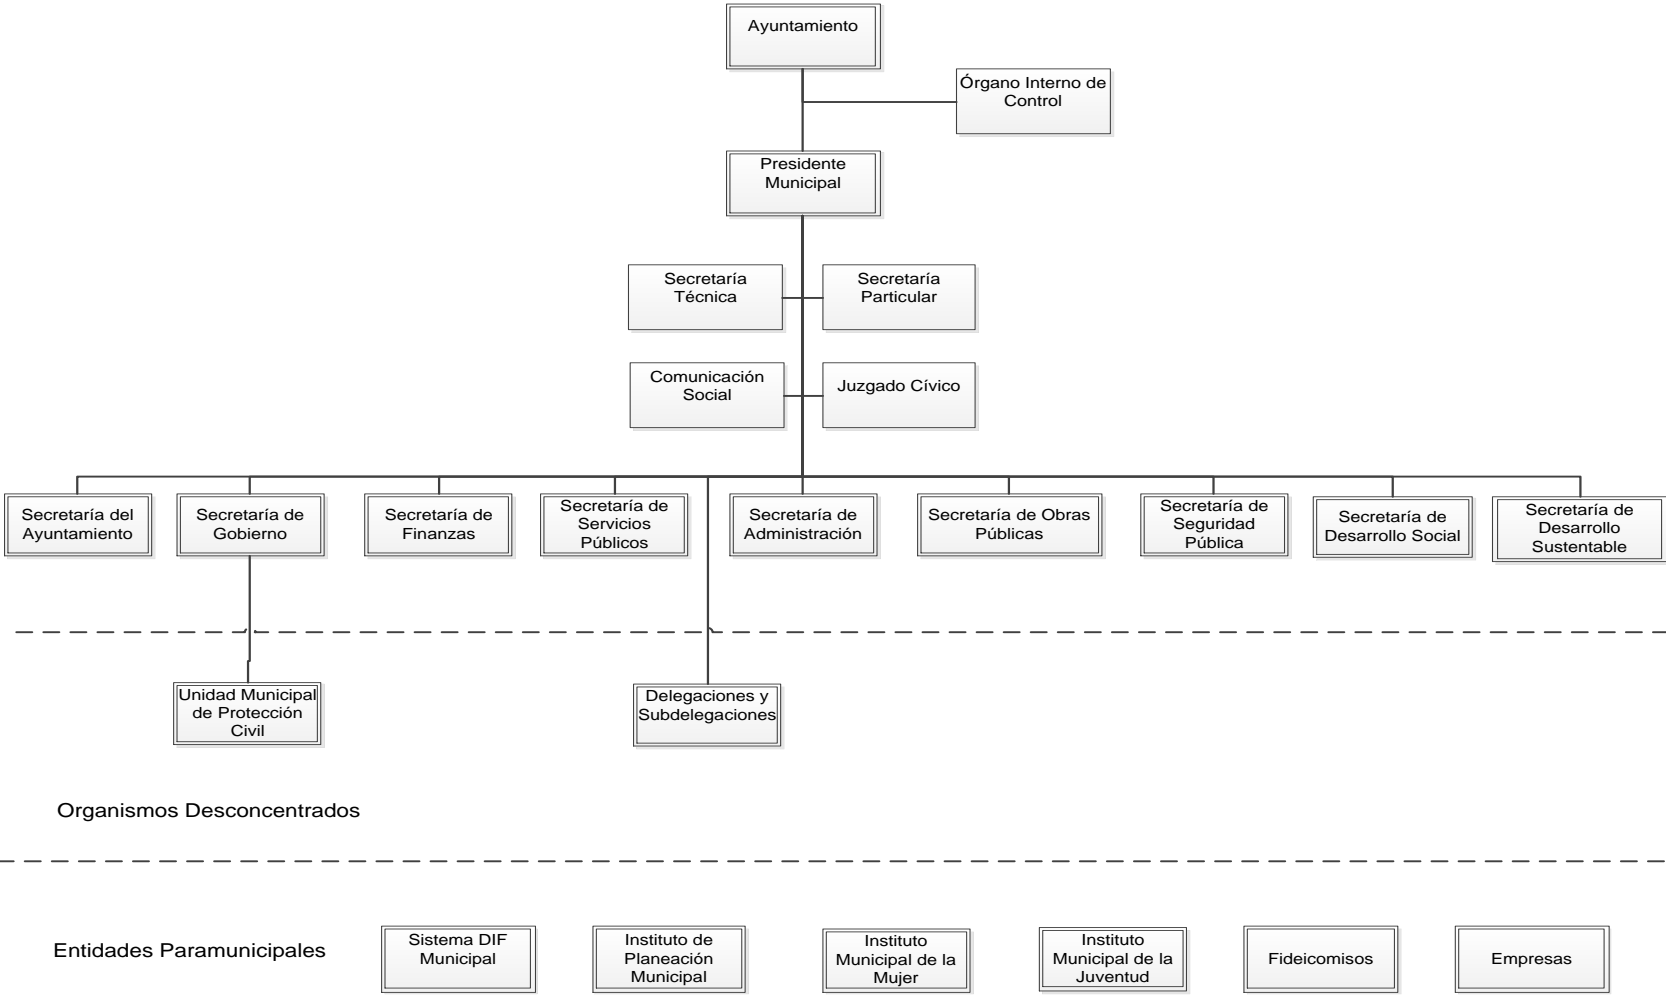 Ayuntamiento
Órgano Interno de
Control
Presidente
Municipal
Secretaría
Técnica
Secretaría
Particular
Comunicación
Social
Juzgado Cívico
Secretaría del
Ayuntamiento
Secretaría de
Gobierno
Secretaría de
Finanzas
Secretaría de
Servicios
Públicos
Secretaría de
Administración
Secretaría de Obras
Públicas
Secretaría de
Seguridad
Pública
Secretaría de
Desarrollo Social
Secretaría de
Desarrollo
Sustentable
Unidad Municipal
de Protección
Civil
Delegaciones y
Subdelegaciones
Organismos Desconcentrados
Entidades Paramunicipales
Sistema DIF
Municipal
Instituto de
Planeación
Municipal
Instituto
Municipal de la
Mujer
Instituto
Municipal de la
Juventud
Fideicomisos
Empresas